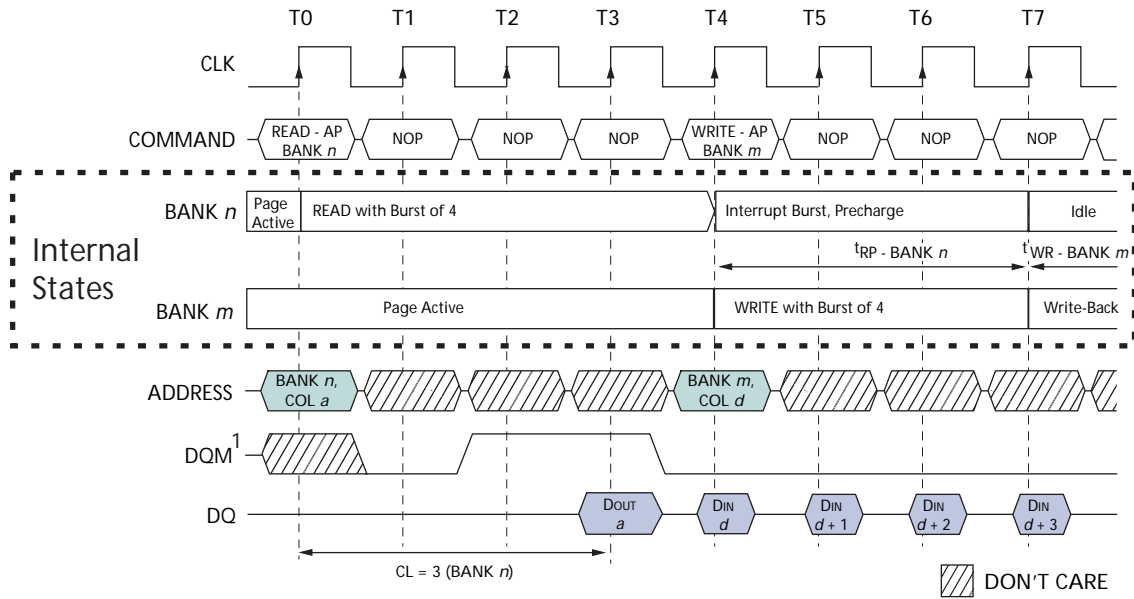 T0 T1 T2 T3 T4 T5 T6 T7
CLK
COMMAND
READ - AP
BANK n
NOP
NOP
NOP
WRITE - AP
BANK m
NOP
NOP
NOP
Internal
States
BANK n
Page
Active
READ with Burst of 4
Interrupt Burst, Precharge
Idle
tRP - BANK n
tWR - BANK m
BANK m
Page Active
WRITE with Burst of 4
Write-Back
ADDRESS
BANK n,
COL a
BANK m,
COL d
DQM1
DQ
DOUT
a
DIN
d
DIN
d + 1
DIN
d + 2
DIN
d + 3
CL = 3 (BANK n)
DON'T CARE